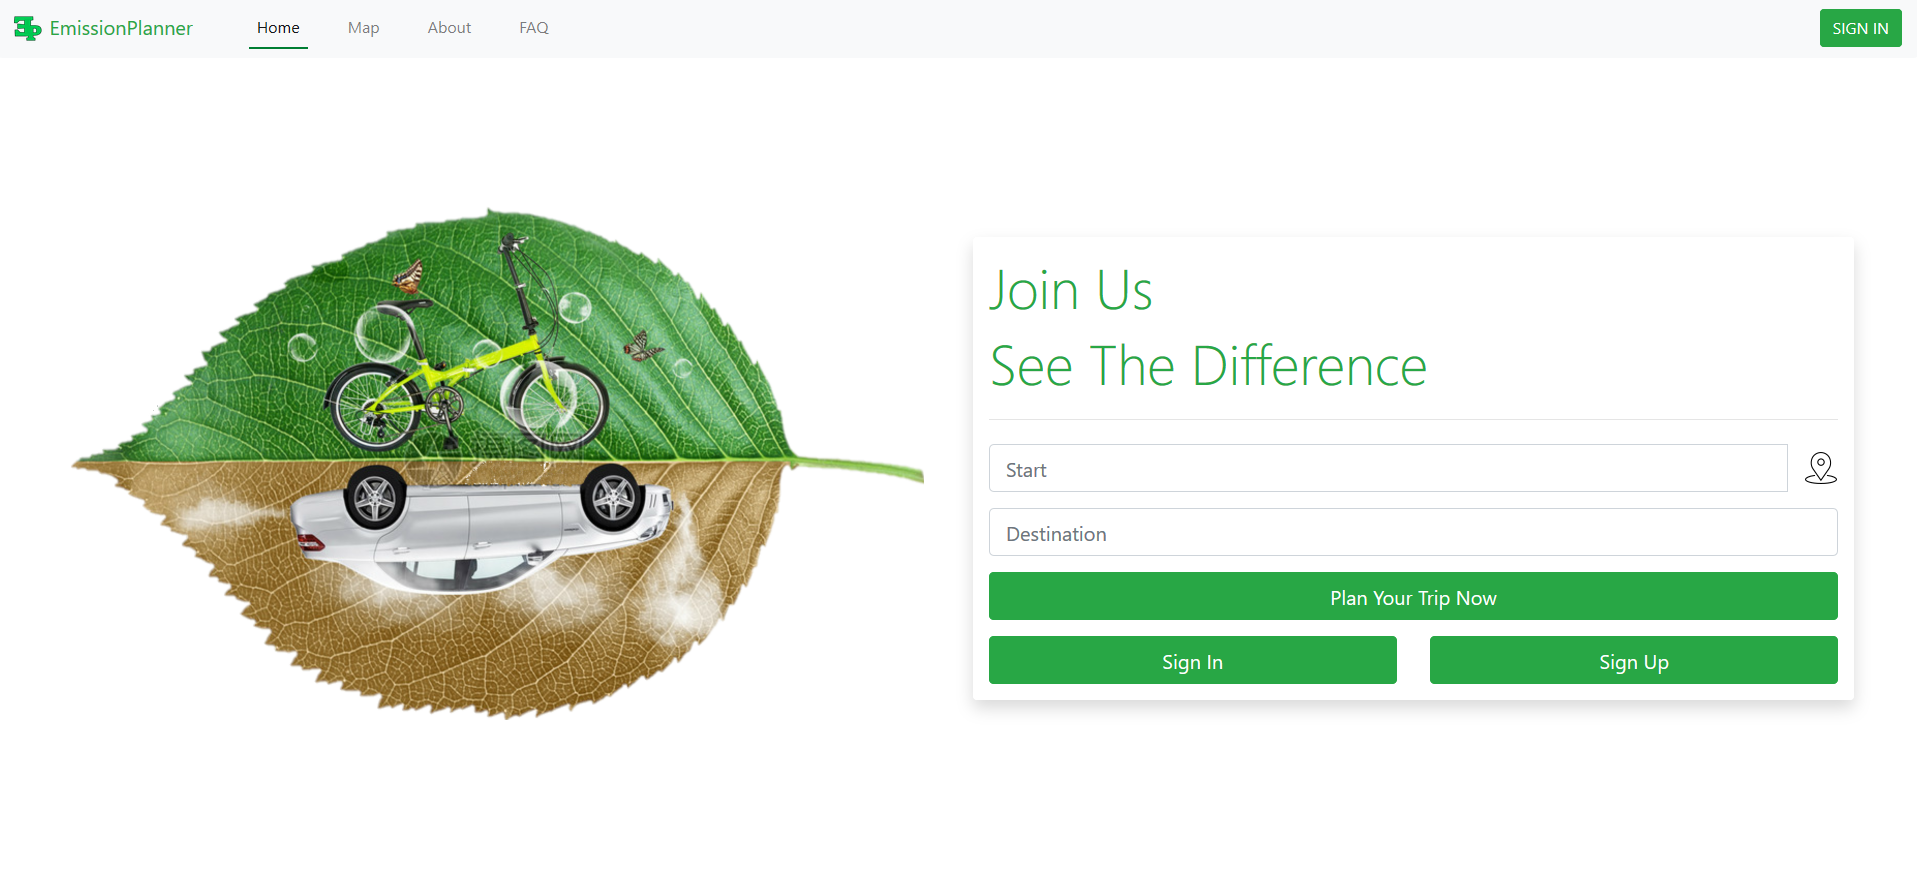 EmissionPlanner
Home
Map
About
FAQ
SIGN IN
Join Us
See The Difference
Start
Destination
Plan Your Trip Now
Sign In
Sign Up